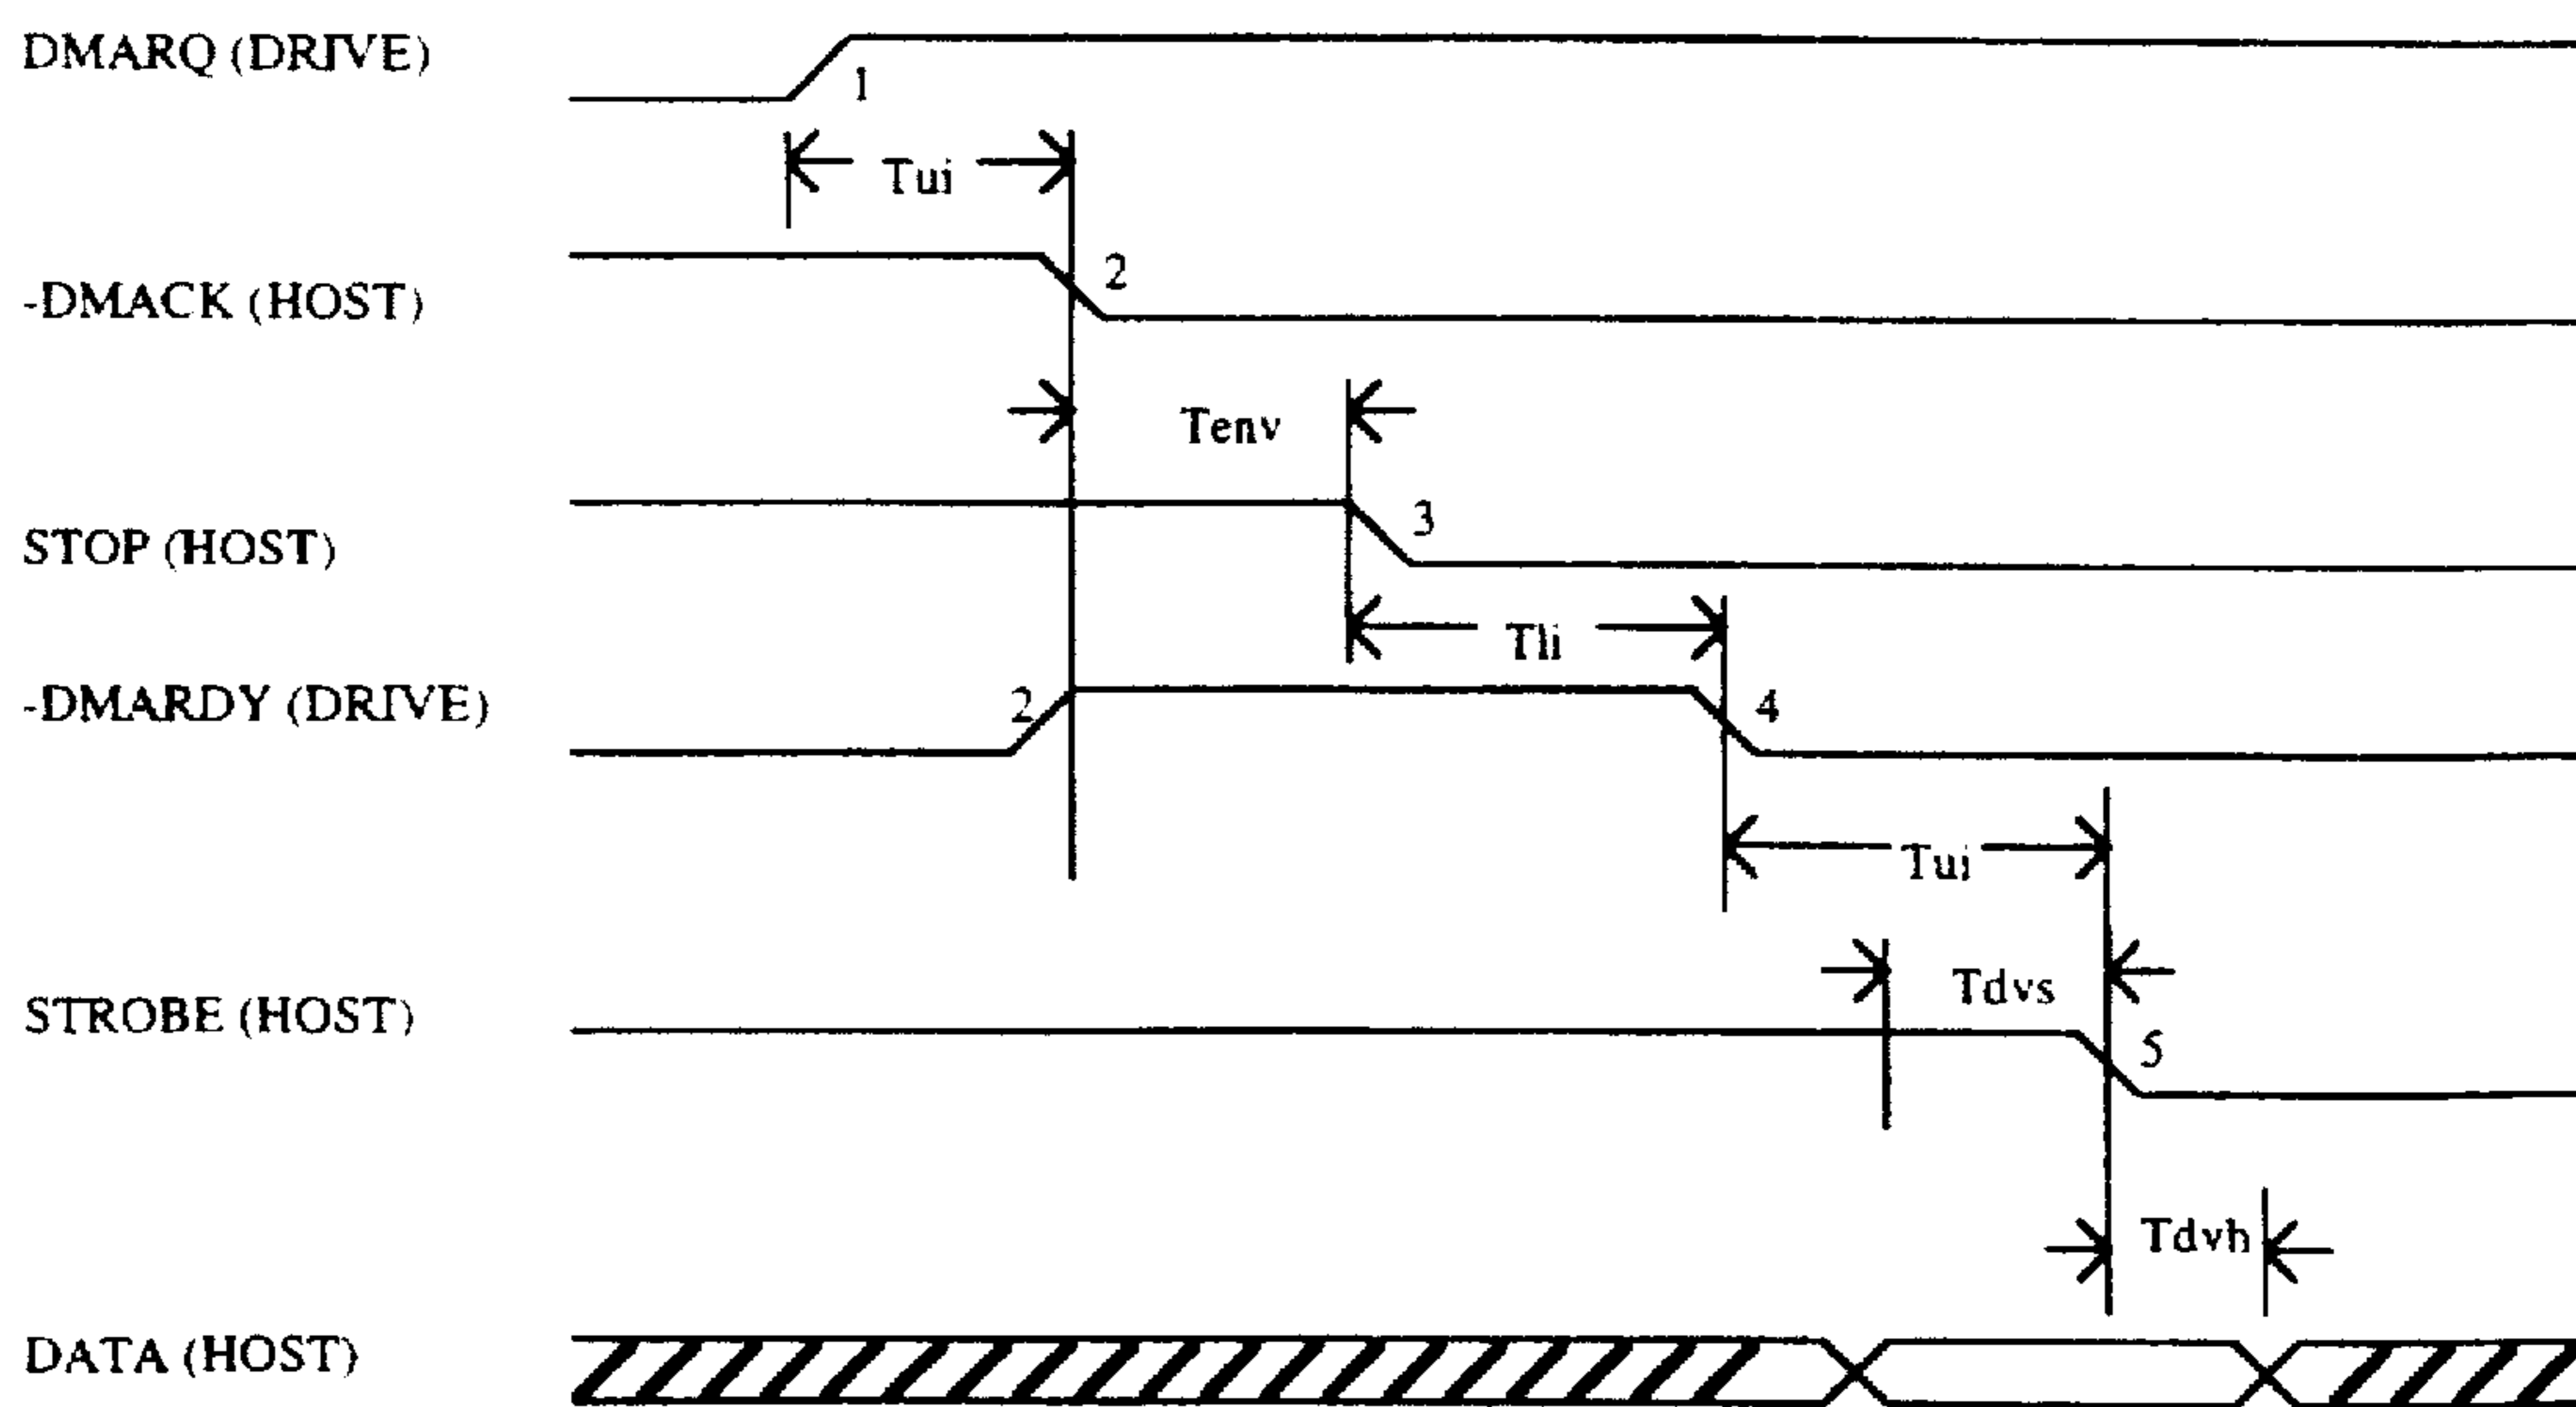 DMARQ (DRIVE)
1
Tui
-DMACK (HOST)
2
Tenv
STOP (HOST)
3
Tli
-DMARDY (DRIVE)
2
4
Tui
Tdvs
STROBE (HOST)
5
Tdvh
DATA (HOST)